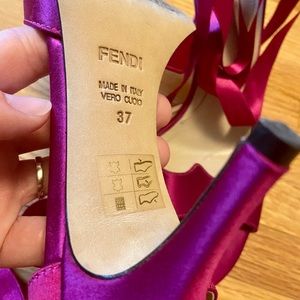 FENDI
MADE IN ITALY
VERO CUOIO
37